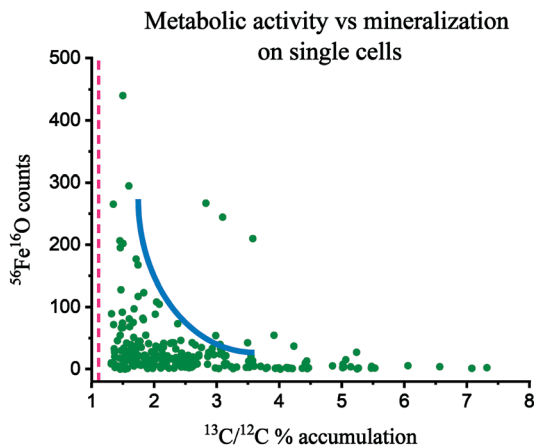 Metabolic activity vs mineralization
on single cells
⁵⁶Fe¹⁶O counts
500
400
300
200
100
0
1 2 3 4 5 6 7 8
¹³C/¹²C % accumulation